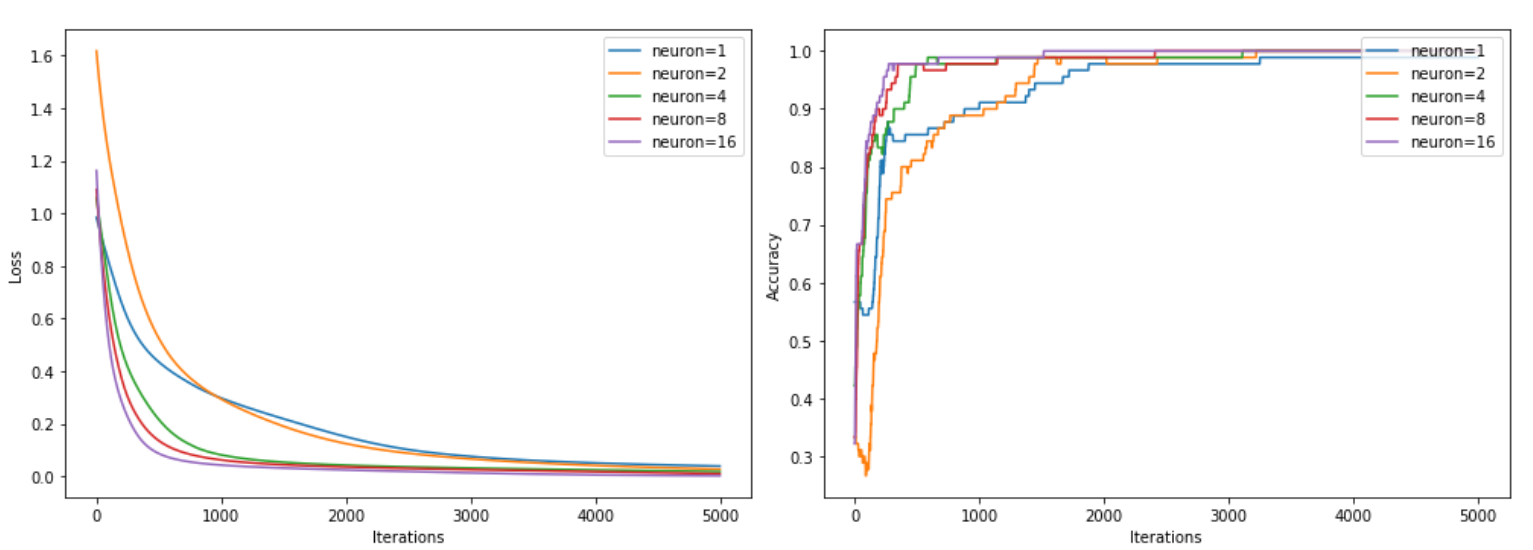 1.6
1.4
1.2
1.0
0.8
0.6
0.4
0.2
0.0
Loss
0 1000 2000 3000 4000 5000
Iterations
neuron=1
neuron=2
neuron=4
neuron=8
neuron=16
1.0
0.9
0.8
0.7
0.6
0.5
0.4
0.3
Accuracy
0 1000 2000 3000 4000 5000
Iterations
neuron=1
neuron=2
neuron=4
neuron=8
neuron=16